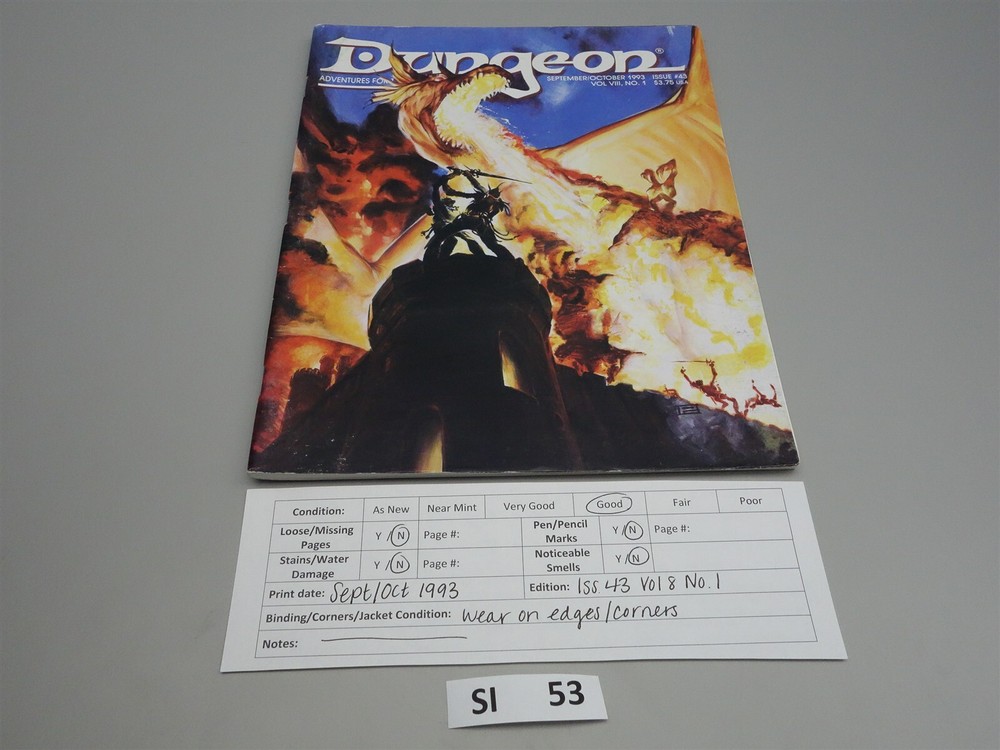 Dungeon®
ADVENTURES FOR
SEPTEMBER/OCTOBER 1993 ISSUE #43
VOL VIII, NO. 1 $3.75 US
Condition: As New Near Mint Very Good Good Fair Poor
Loose/Missing Pages Y / N Page #: Pen/Pencil Marks Y / N Page #:
Stains/Water Damage Y / N Page #: Noticeable Smells Y / N
Print date: Sept/Oct 1993 Edition: Iss. 43 Vol 8 No. 1
Binding/Corners/Jacket Condition: wear on edges/corners
Notes:
SI 53